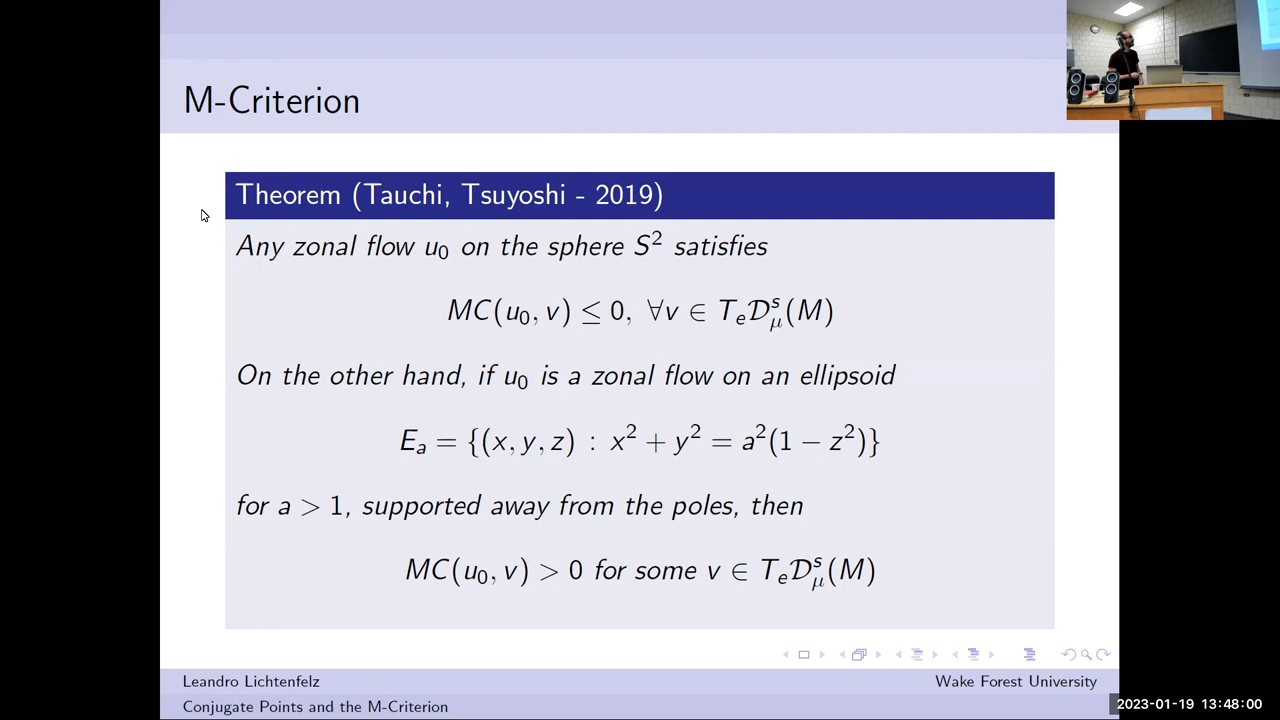 M-Criterion
Theorem (Tauchi, Tsuyoshi - 2019)
Any zonal flow u₀ on the sphere S² satisfies
MC(u₀, v) ≤ 0, ∀v ∈ TₑD^s_μ(M)
On the other hand, if u₀ is a zonal flow on an ellipsoid
Eₐ = {(x, y, z) : x² + y² = a²(1 − z²)}
for a > 1, supported away from the poles, then
MC(u₀, v) > 0 for some v ∈ TₑD^s_μ(M)
Leandro Lichtenfelz
Wake Forest University
Conjugate Points and the M-Criterion
2023-01-19 13:48:00